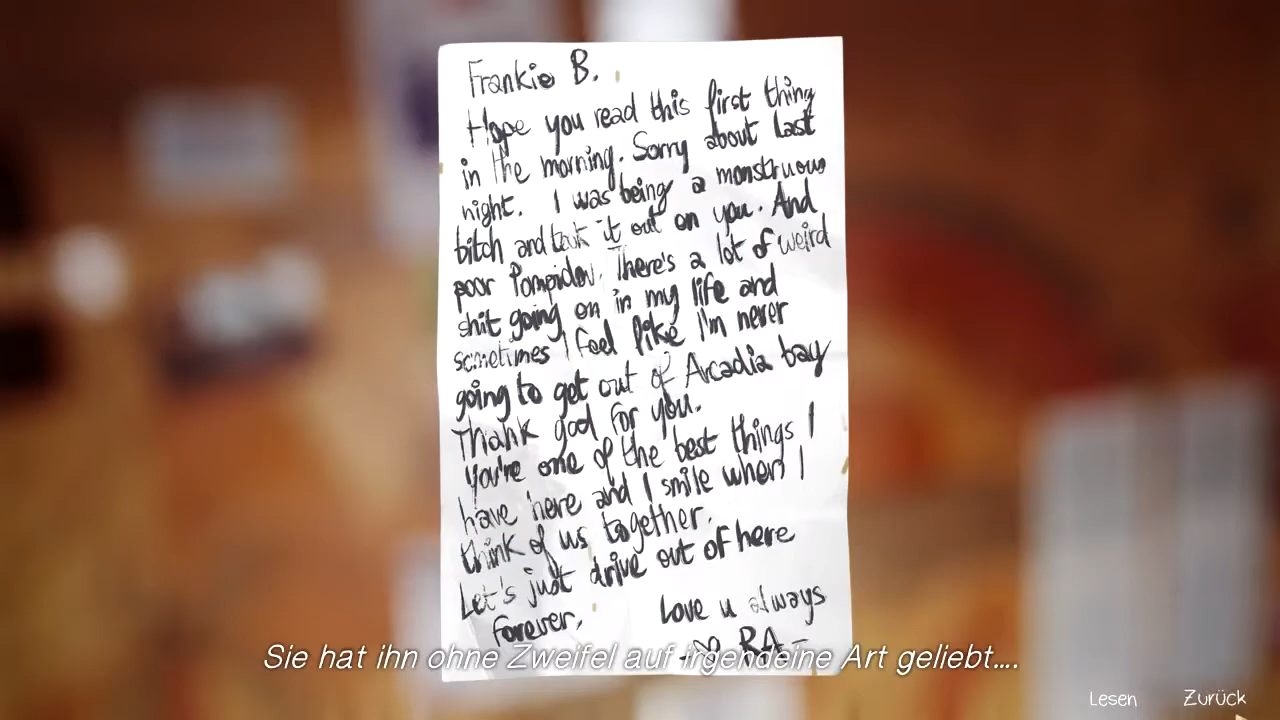 Frankie B.
Hope you read this first thing
in the morning. Sorry about last
night. I was being a monstruous
bitch and took it out on you. And
poor Pompidou. There's a lot of weird
shit going on in my life and
sometimes I feel like I'm never
going to get out of Arcadia bay
Thank god for you.
You're one of the best things I
have here and I smile when I
think of us together.
Let's just drive out of here
forever.
Love u always
- ♡ RA -
Sie hat ihn ohne Zweifel auf irgendeine Art geliebt....
Lesen Zurück